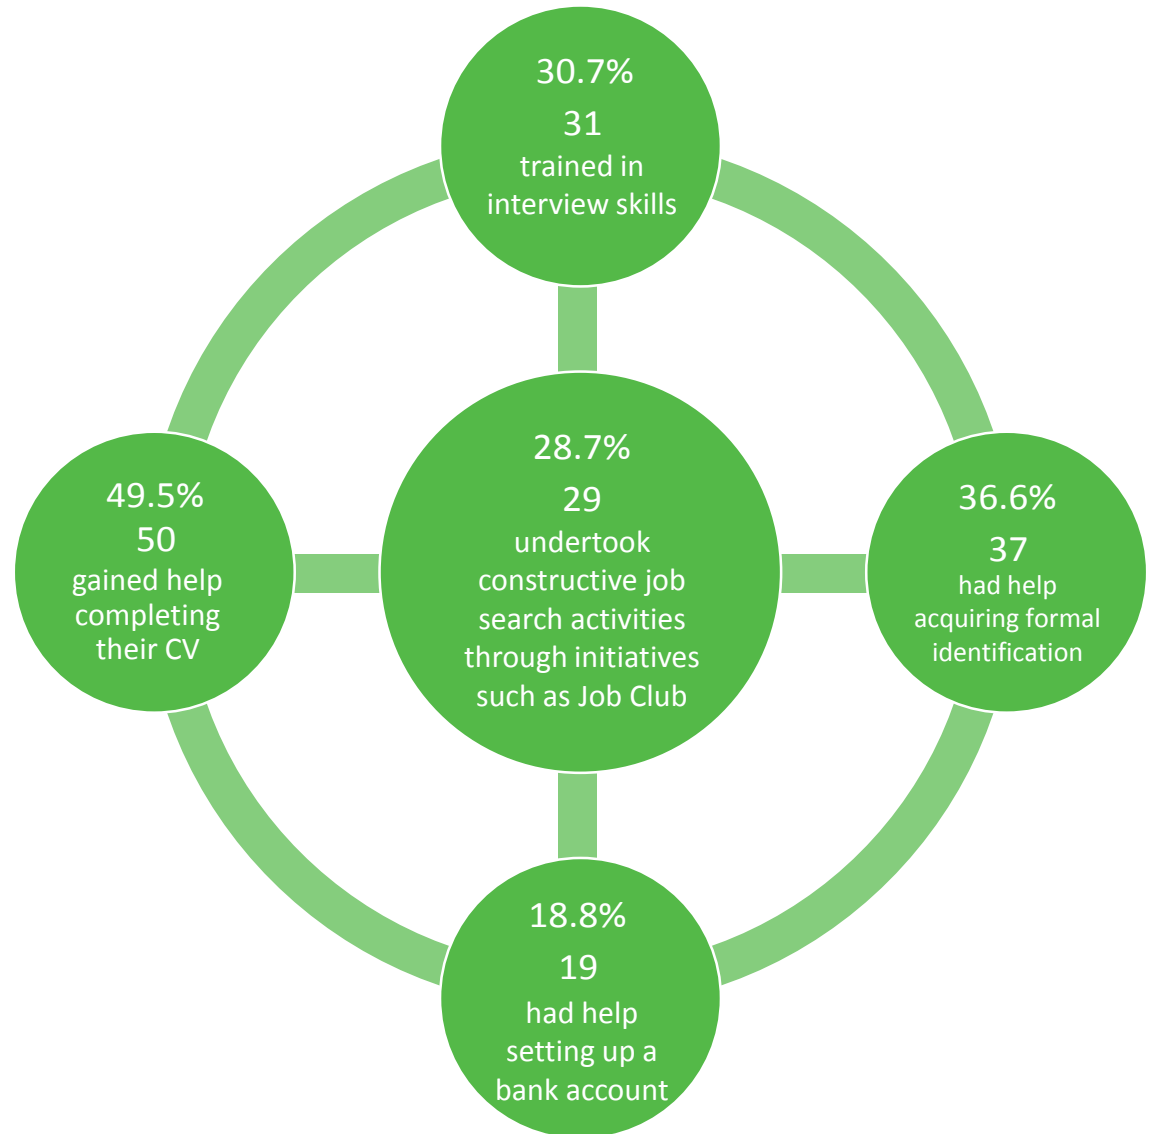 30.7%
31
trained in
interview skills
49.5%
50
gained help
completing
their CV
28.7%
29
undertook
constructive job
search activities
through initiatives
such as Job Club
36.6%
37
had help
acquiring formal
identification
18.8%
19
had help
setting up a
bank account